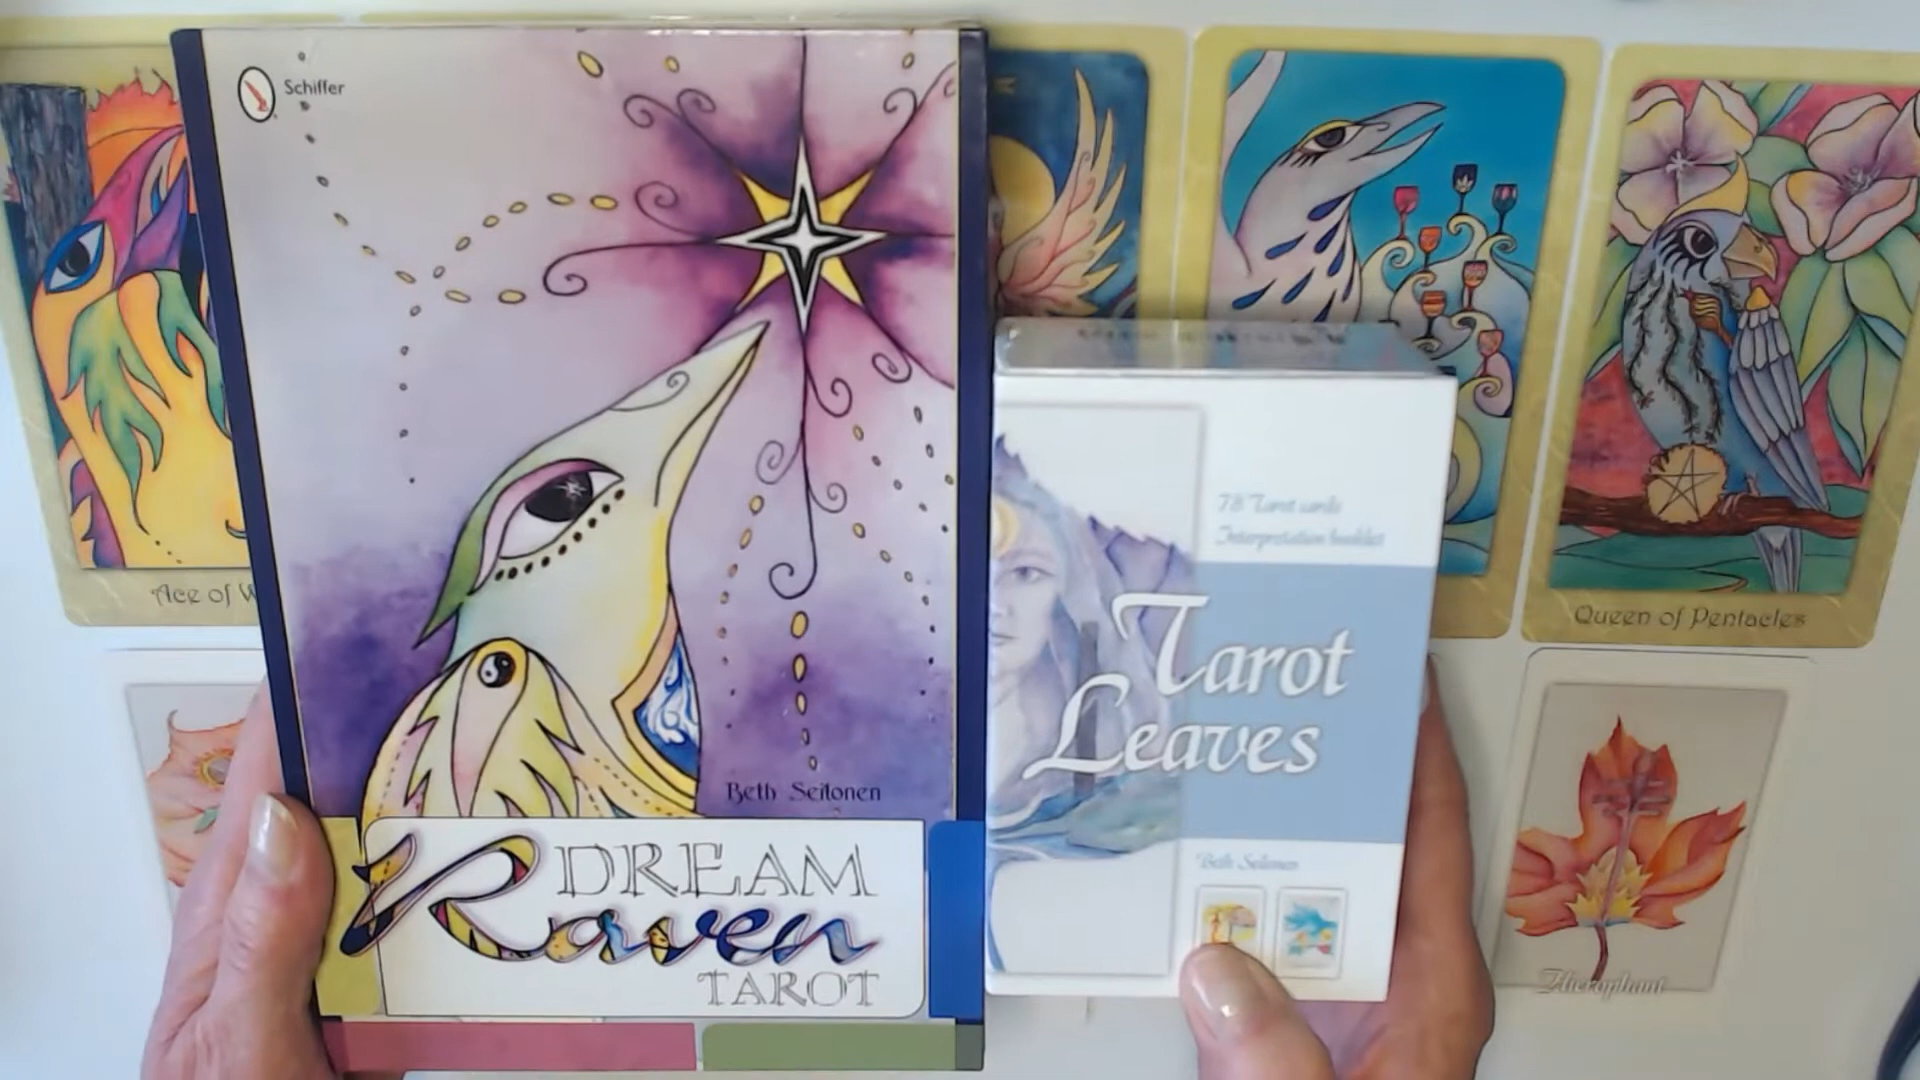 Schiffer
Beth Seilonen
DREAM
Raven
TAROT
78 Tarot cards
Interpretation booklet
Tarot
Leaves
Beth Seilonen
Ace of W
Queen of Pentacles
Hierophant